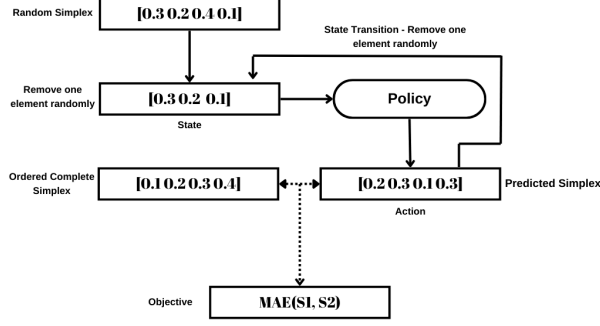 Random Simplex
[0.3 0.2 0.4 0.1]
State Transition - Remove one
element randomly
Remove one
element randomly
[0.3 0.2 0.1]
Policy
State
Ordered Complete
Simplex
[0.1 0.2 0.3 0.4]
[0.2 0.3 0.1 0.3]
Predicted Simplex
Action
Objective
MAE(S1, S2)